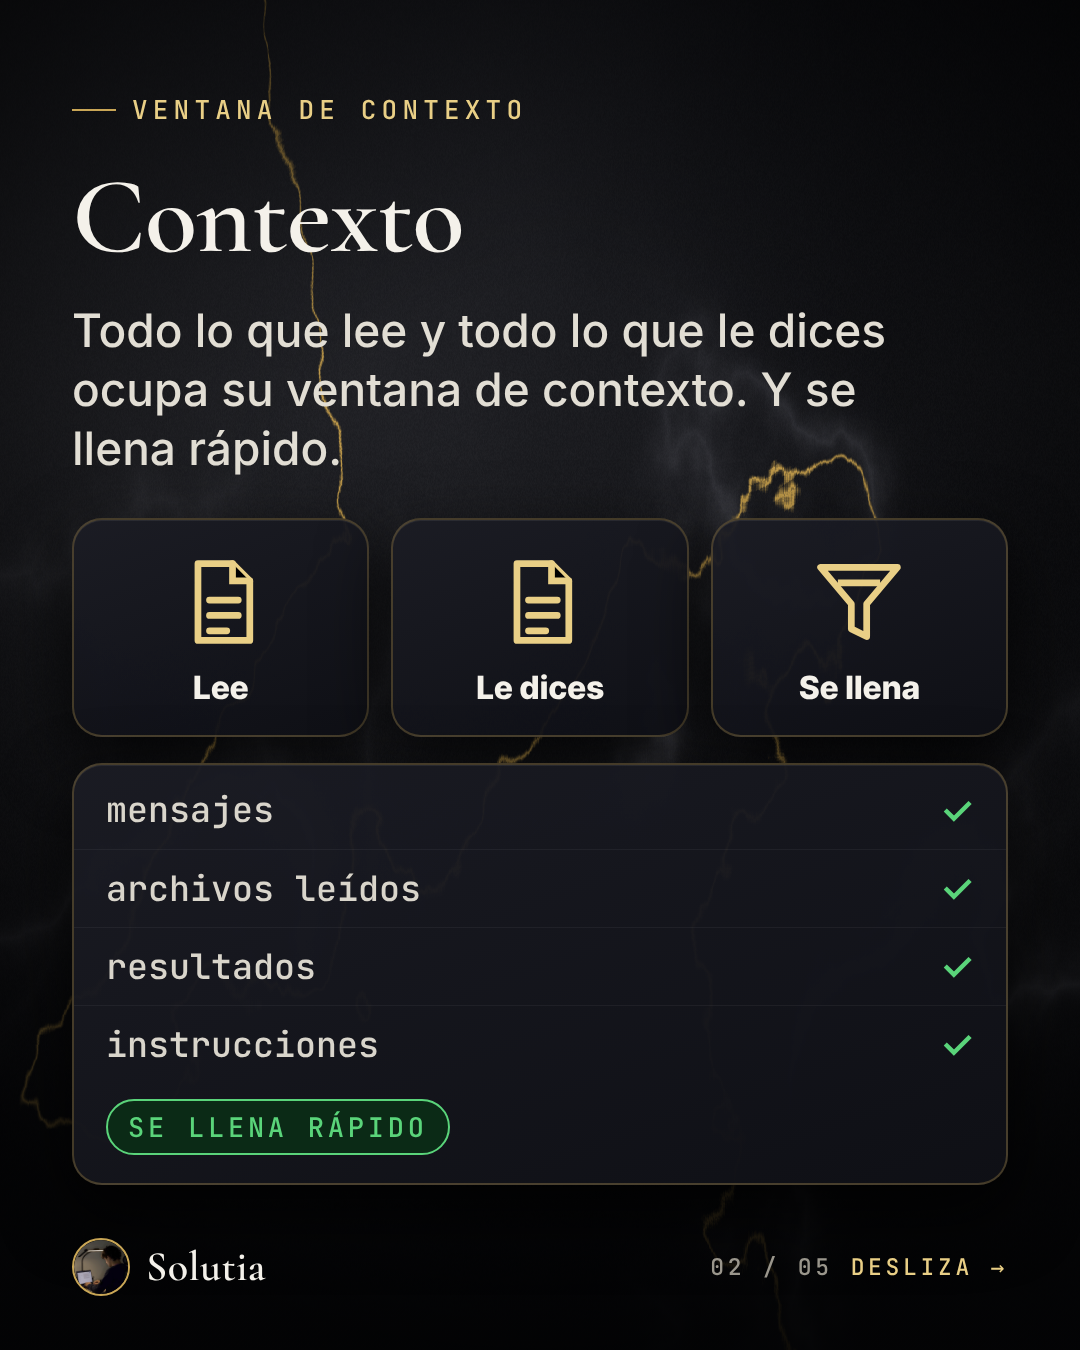 VENTANA DE CONTEXTO
Contexto
Todo lo que lee y todo lo que le dices
ocupa su ventana de contexto. Y se
llena rápido.
Lee
Le dices
Se llena
mensajes
archivos leídos
resultados
instrucciones
SE LLENA RÁPIDO
Solutia
02 / 05 DESLIZA →